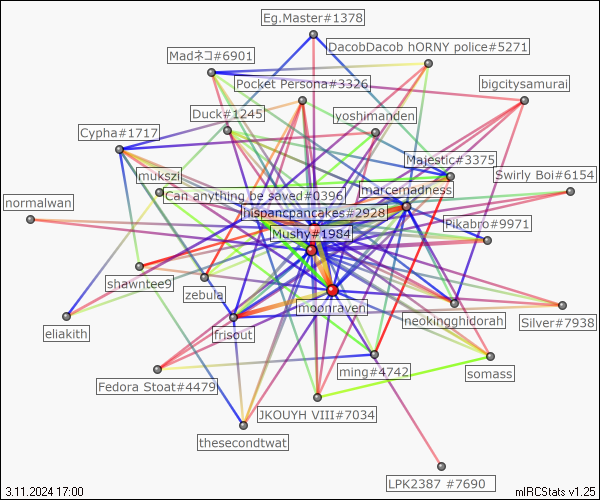 Eg.Master#1378
DacobDacob hORNY police#5271
Madネコ#6901
Pocket Persona#3326
bigcitysamurai
Duck#1245
yoshimanden
Cypha#1717
Majestic#3375
mukszi
Swirly Boi#6154
Can anything be saved#0396
marcemadness
normalwan
hispancpancakes#2928
Pikabro#9971
Mushy#1984
shawntee9
zebula
moonraven
neokingghidorah
Silver#7938
eliakith
frisout
ming#4742
somass
Fedora Stoat#4479
JKOUYH VIII#7034
thesecondtwat
LPK2387 #7690
3.11.2024 17:00
mIRCStats v1.25